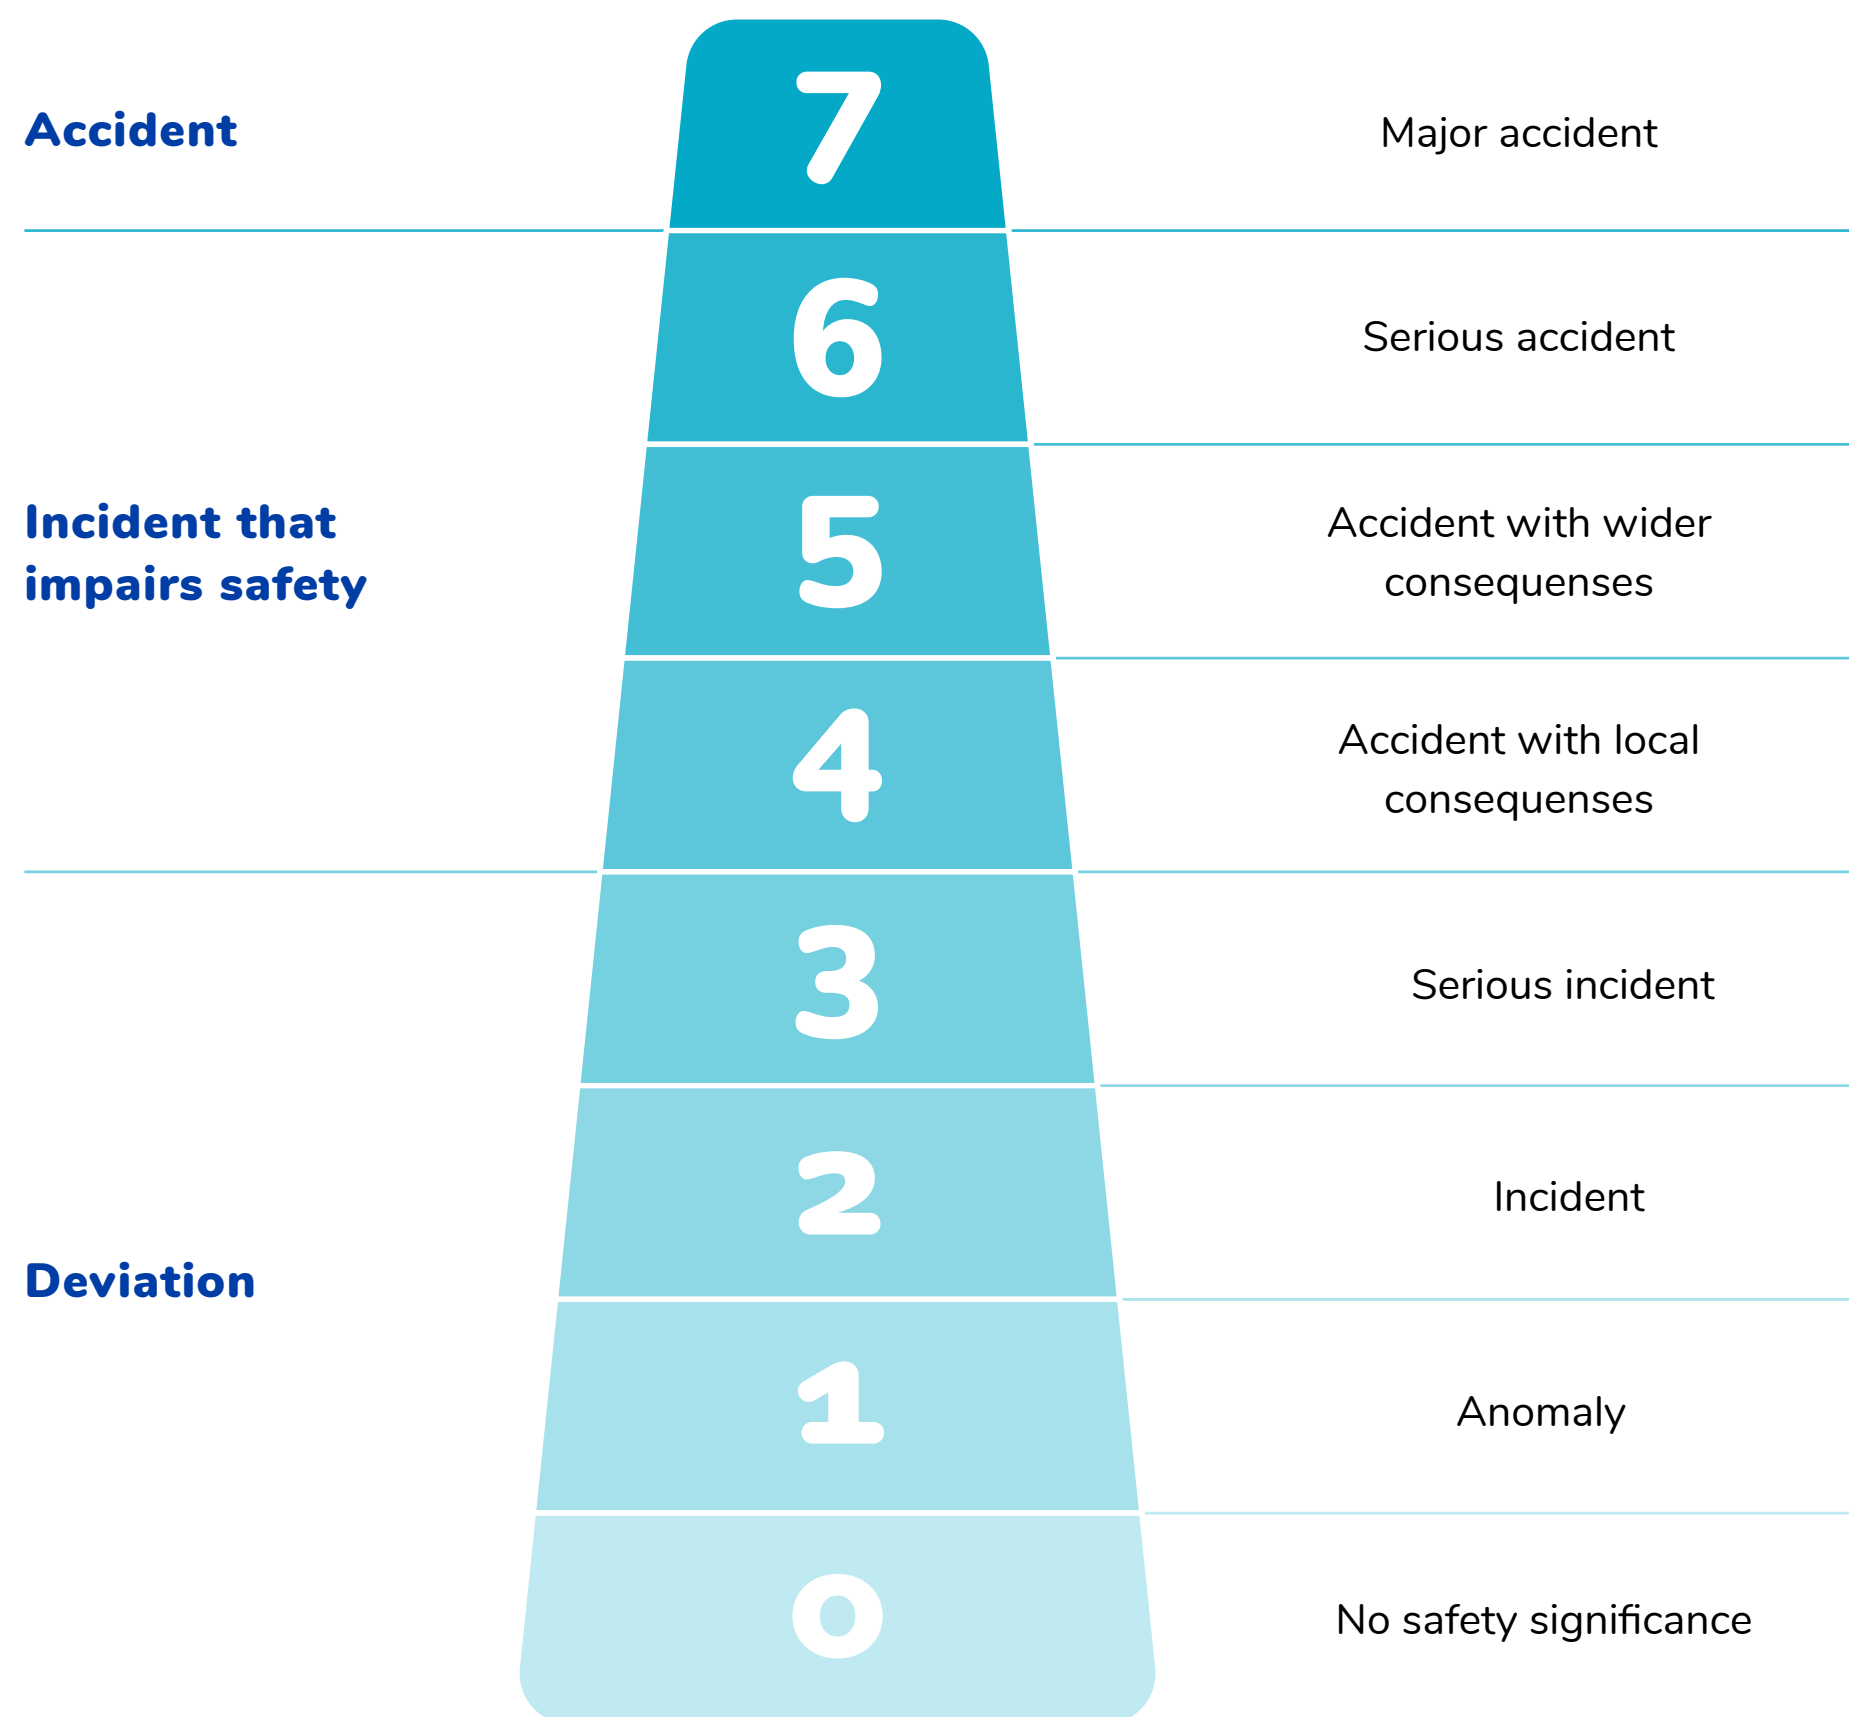 Accident
7
Major accident
6
Serious accident
Incident that
impairs safety
5
Accident with wider
consequenses
4
Accident with local
consequenses
3
Serious incident
2
Incident
Deviation
1
Anomaly
0
No safety significance